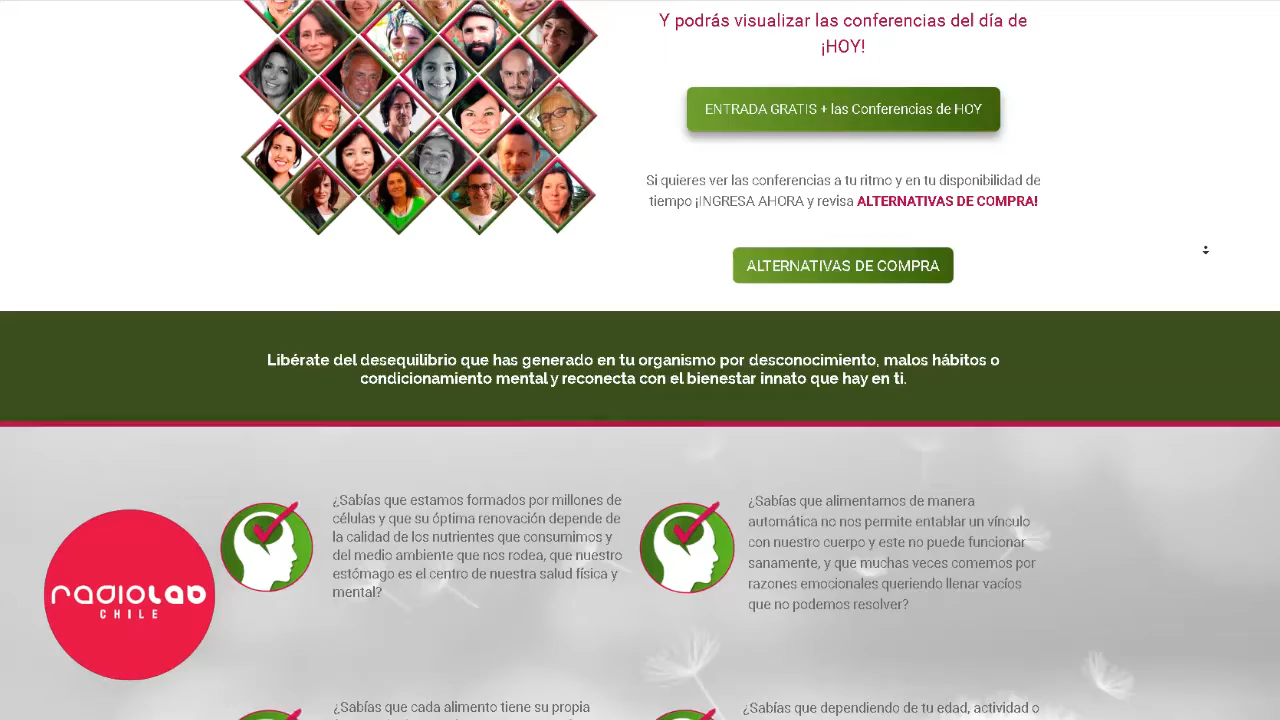 Y podrás visualizar las conferencias del día de
¡HOY!
ENTRADA GRATIS + las Conferencias de HOY
Si quieres ver las conferencias a tu ritmo y en tu disponibilidad de
tiempo ¡INGRESA AHORA y revisa ALTERNATIVAS DE COMPRA!
ALTERNATIVAS DE COMPRA
Libérate del desequilibrio que has generado en tu organismo por desconocimiento, malos hábitos o
condicionamiento mental y reconecta con el bienestar innato que hay en ti.
¿Sabías que estamos formados por millones de
células y que su óptima renovación depende de
la calidad de los nutrientes que consumimos y
del medio ambiente que nos rodea, que nuestro
estómago es el centro de nuestra salud física y
mental?
¿Sabías que alimentarnos de manera
automática no nos permite entablar un vínculo
con nuestro cuerpo y este no puede funcionar
sanamente, y que muchas veces comemos por
razones emocionales queriendo llenar vacíos
que no podemos resolver?
radiolab
CHILE
¿Sabías que cada alimento tiene su propia
¿Sabías que dependiendo de tu edad, actividad o